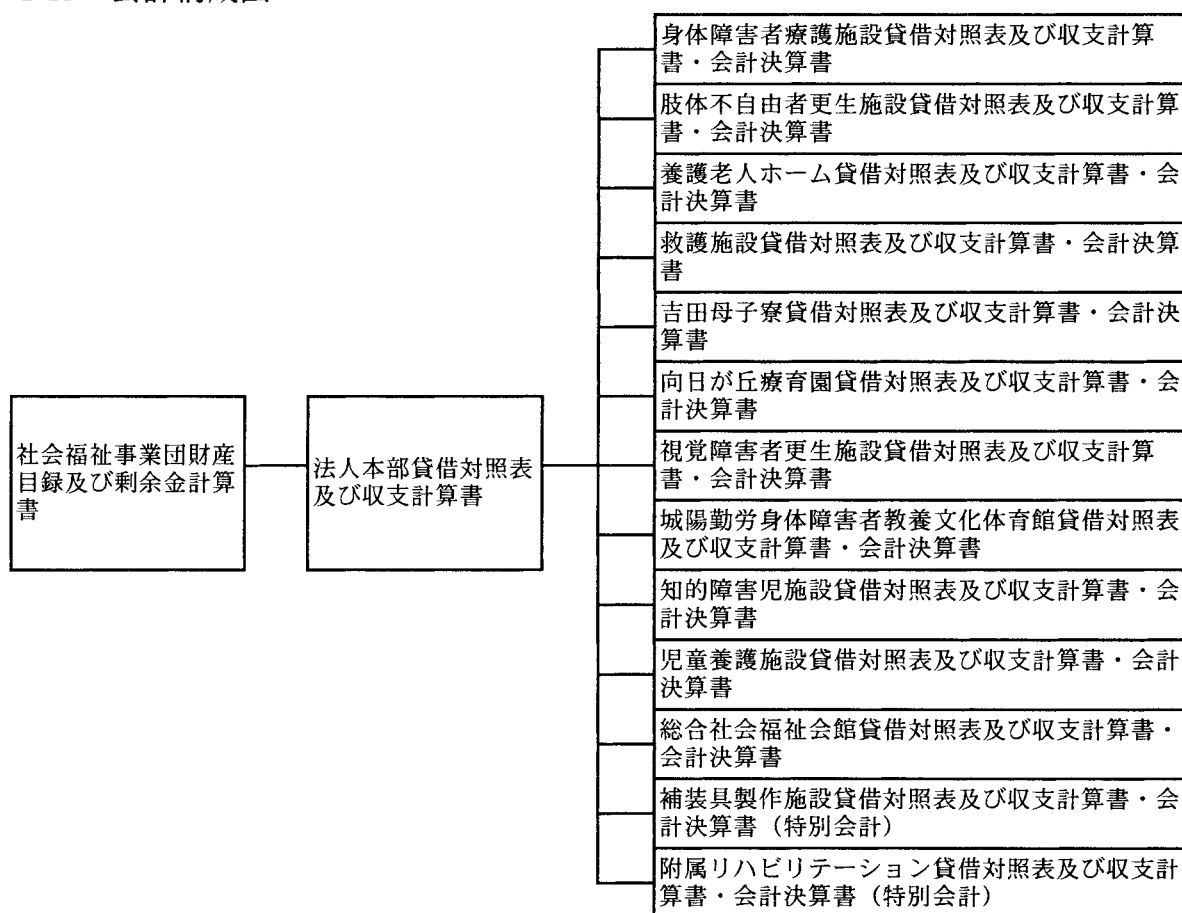 社会福祉事業団財産
目録及び剰余金計算
書
法人本部貸借対照表
及び収支計算書
身体障害者療護施設貸借対照表及び収支計算
書・会計決算書
肢体不自由者更生施設貸借対照表及び収支計算
書・会計決算書
養護老人ホーム貸借対照表及び収支計算書・会
計決算書
救護施設貸借対照表及び収支計算書・会計決算
書
吉田母子寮貸借対照表及び収支計算書・会計決
算書
向日が丘療育園貸借対照表及び収支計算書・会
計決算書
視覚障害者更生施設貸借対照表及び収支計算
書・会計決算書
城陽勤労身体障害者教養文化体育館貸借対照表
及び収支計算書・会計決算書
知的障害児施設貸借対照表及び収支計算書・会
計決算書
児童養護施設貸借対照表及び収支計算書・会計
決算書
総合社会福祉会館貸借対照表及び収支計算書・
会計決算書
補装具製作施設貸借対照表及び収支計算書・会
計決算書（特別会計）
附属リハビリテーション貸借対照表及び収支計
算書・会計決算書（特別会計）